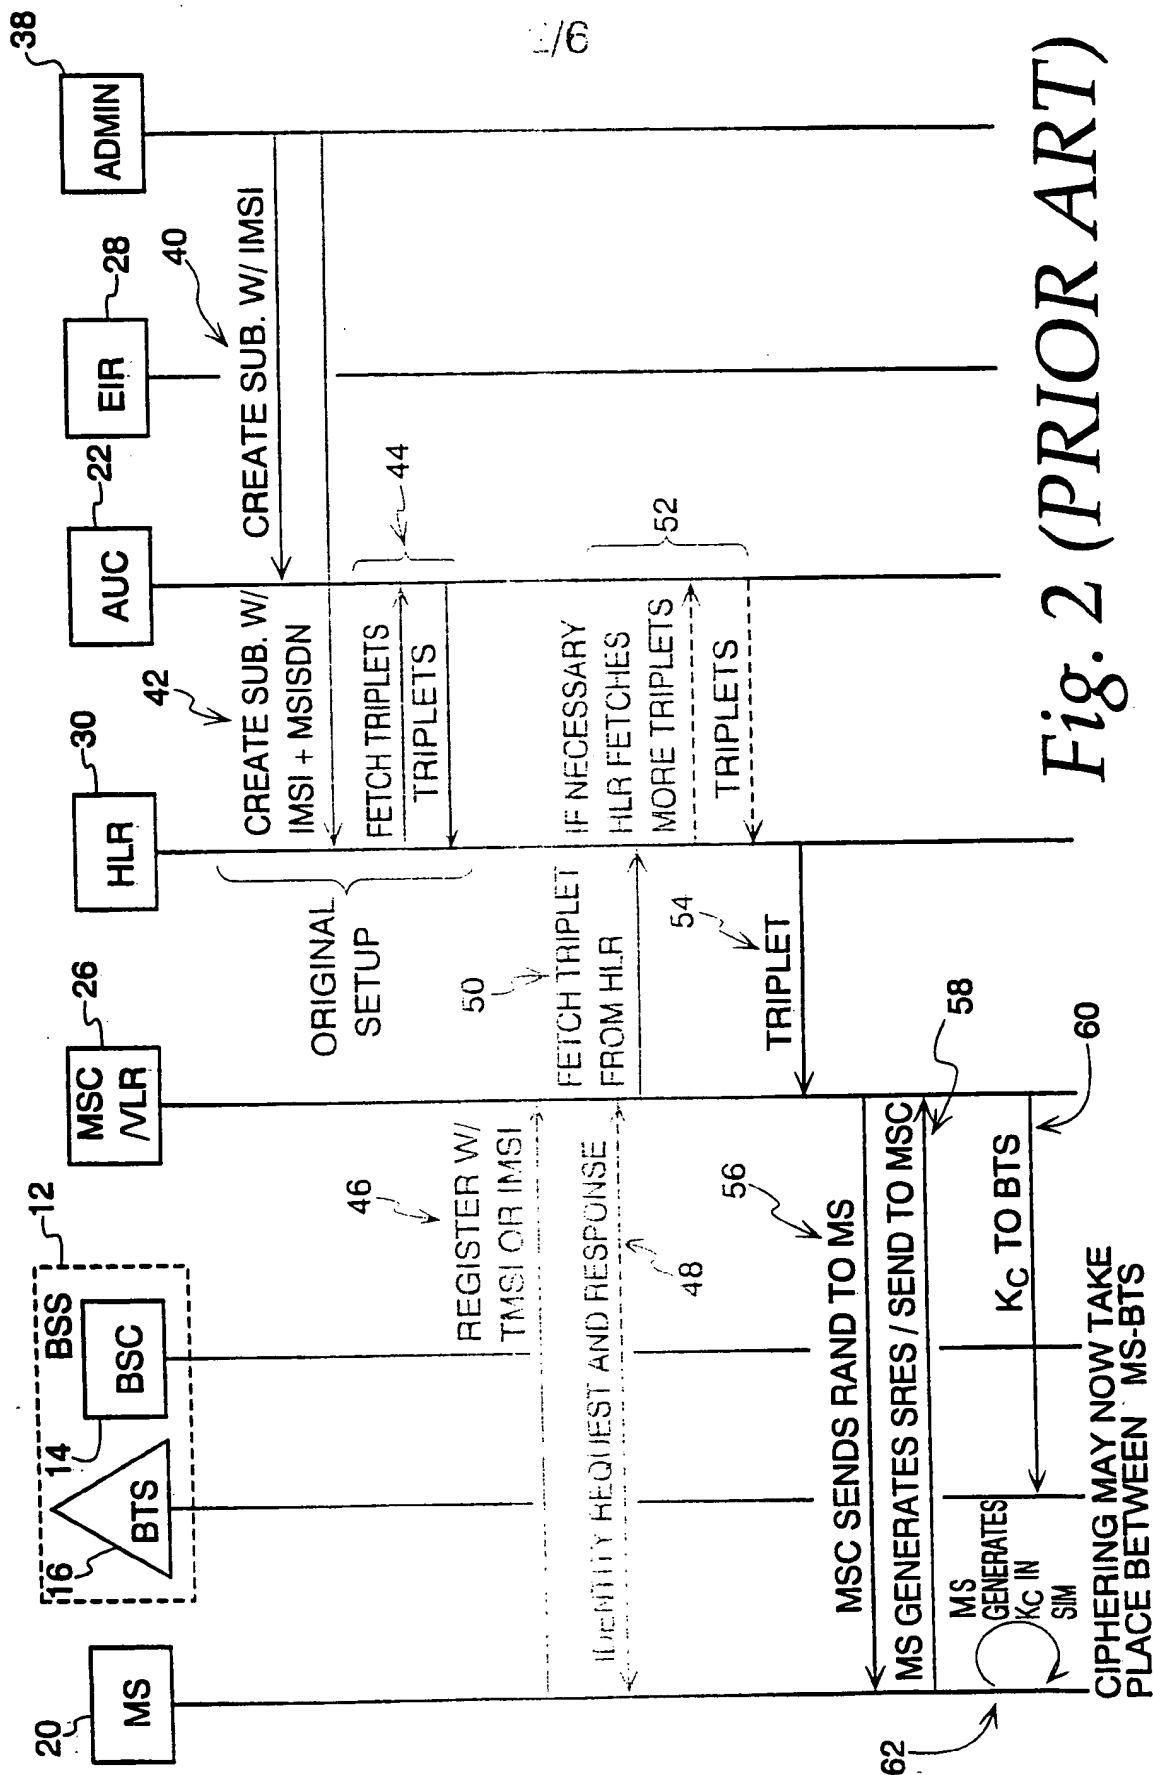 20
MS
16
BTS
14
BSC
BSS
12
MSC
/VLR
26
HLR
30
AUC
22
EIR
28
ADMIN
38
42
CREATE SUB. W/
IMSI + MSISDN
CREATE SUB. W/ IMSI
40
ORIGINAL
SETUP
FETCH TRIPLETS
TRIPLETS
44
46
REGISTER W/
TMSI OR IMSI
IDENTITY REQUEST AND RESPONSE
48
50
FETCH TRIPLET
FROM HLR
IF NECESSARY
HLR FETCHES
MORE TRIPLETS
TRIPLETS
52
54
TRIPLET
56
MSC SENDS RAND TO MS
MS GENERATES SRES / SEND TO MSC
58
MS
GENERATES
KC IN
SIM
62
KC TO BTS
60
CIPHERING MAY NOW TAKE
PLACE BETWEEN MS-BTS
Fig. 2 (PRIOR ART)